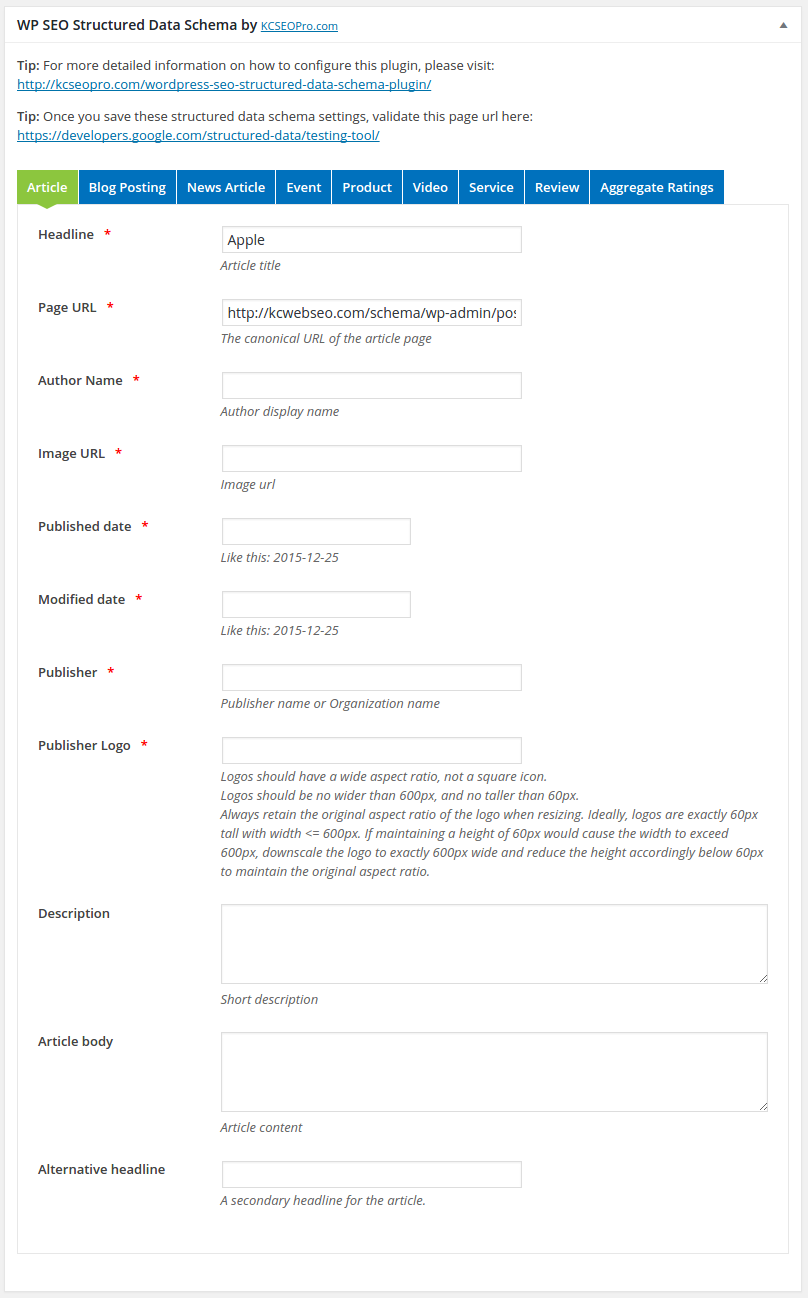 WP SEO Structured Data Schema by KCSEOPro.com
Tip: For more detailed information on how to configure this plugin, please visit:
http://kcseopro.com/wordpress-seo-structured-data-schema-plugin/
Tip: Once you save these structured data schema settings, validate this page url here:
https://developers.google.com/structured-data/testing-tool/
Article Blog Posting News Article Event Product Video Service Review Aggregate Ratings
Headline * Apple
Article title
Page URL * http://kcwebseo.com/schema/wp-admin/pos
The canonical URL of the article page
Author Name *
Author display name
Image URL *
Image url
Published date *
Like this: 2015-12-25
Modified date *
Like this: 2015-12-25
Publisher *
Publisher name or Organization name
Publisher Logo *
Logos should have a wide aspect ratio, not a square icon.
Logos should be no wider than 600px, and no taller than 60px.
Always retain the original aspect ratio of the logo when resizing. Ideally, logos are exactly 60px
tall with width <= 600px. If maintaining a height of 60px would cause the width to exceed
600px, downscale the logo to exactly 600px wide and reduce the height accordingly below 60px
to maintain the original aspect ratio.
Description
Short description
Article body
Article content
Alternative headline
A secondary headline for the article.